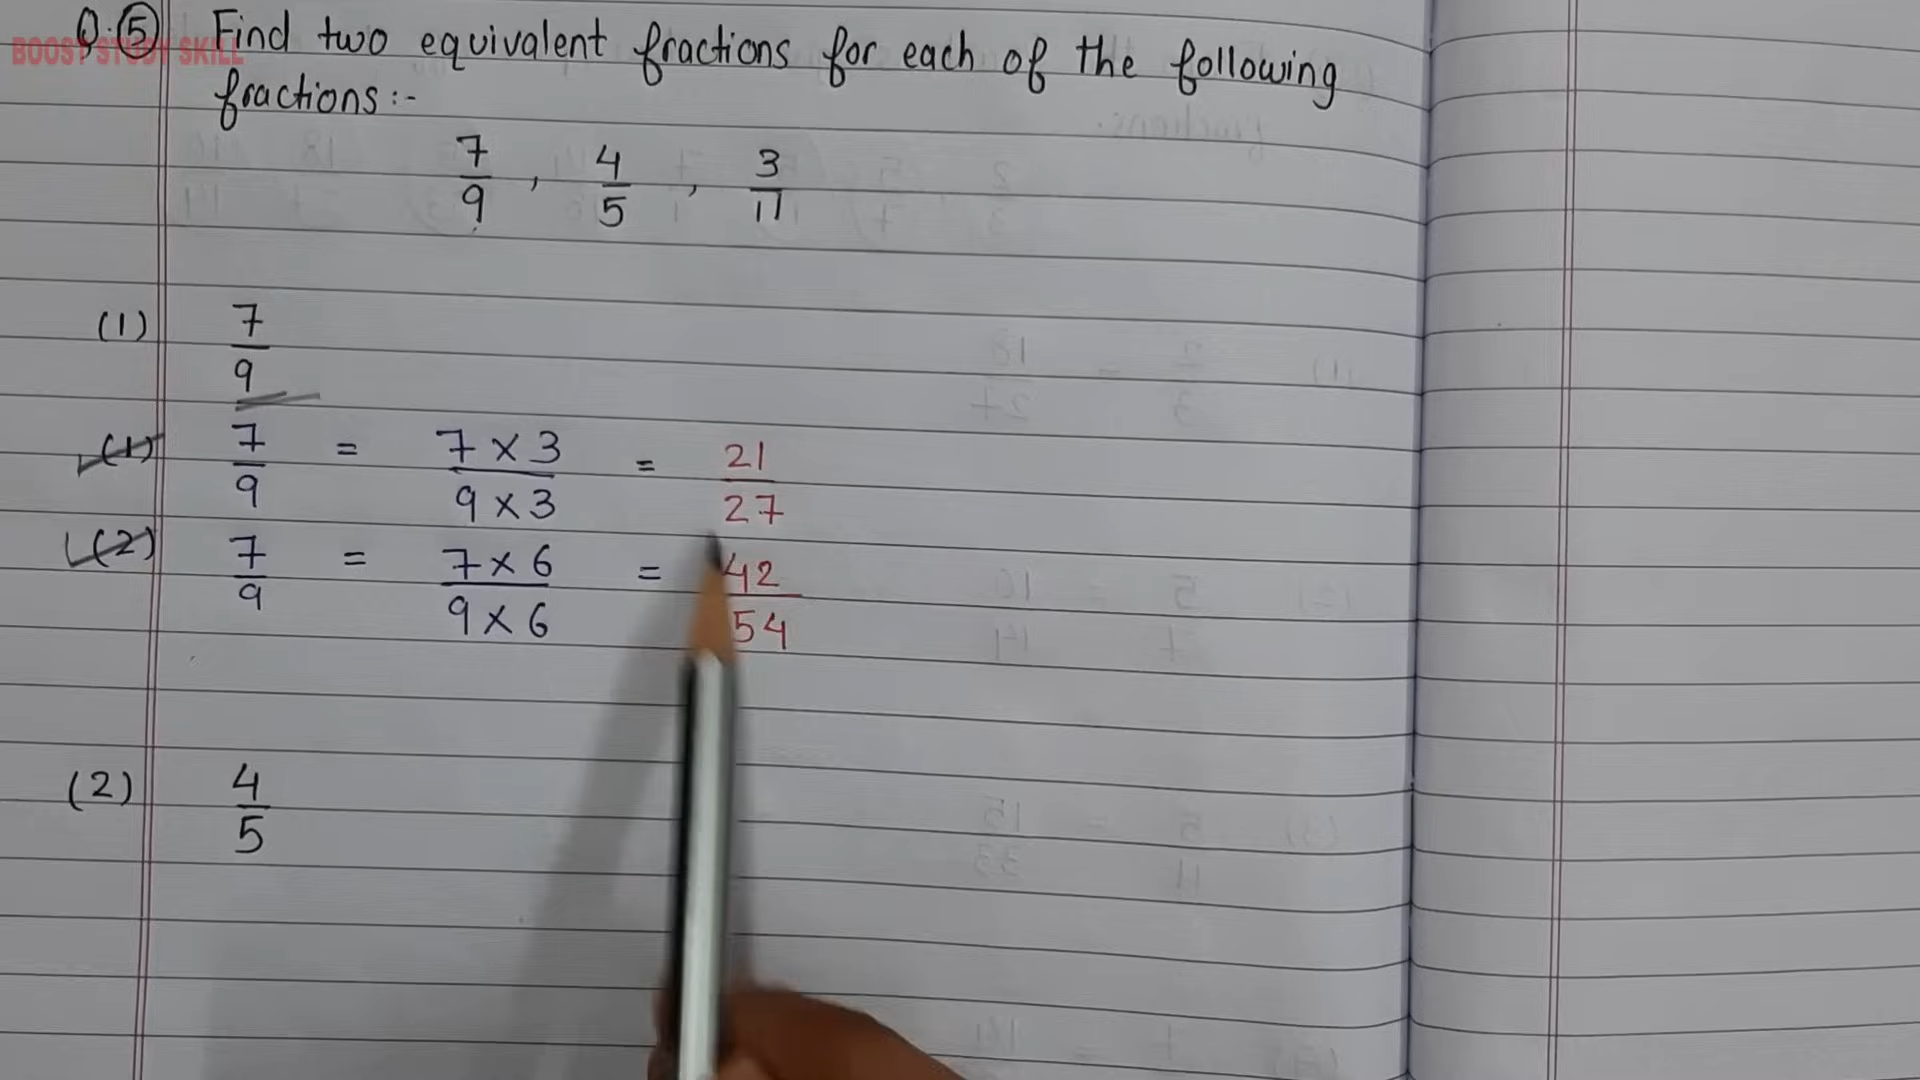 BOOST STUDY SKILL
Q.5 Find two equivalent fractions for each of the following
fractions:-
7/9 , 4/5 , 3/11
(1) 7/9
(1) 7/9 = 7 × 3 / 9 × 3 = 21/27
(2) 7/9 = 7 × 6 / 9 × 6 = 42/54
(2) 4/5